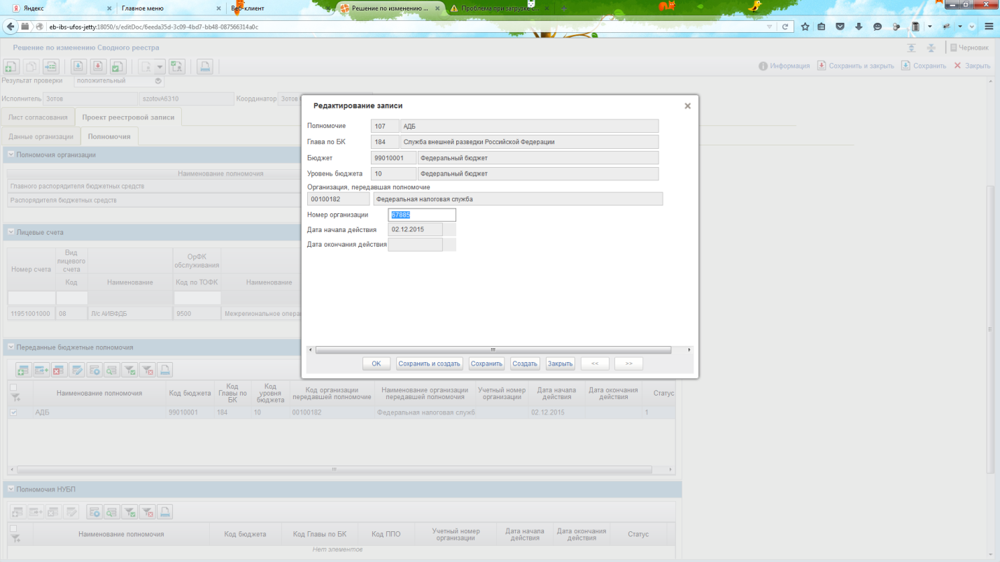 Яндекс
Главное меню
Веб-клиент
Решение по изменению ...
Проблема при загрузке с...
eb-ibs-ufos-jetty:18050/s/editDoc/6eeda35d-3c09-4bd7-bb48-087566314a0c
Решение по изменению Сводного реестра
Черновик
Информация
Сохранить и закрыть
Сохранить
Закрыть
Результат проверки
положительный
Исполнитель
Зотов
szotovA6310
Координатор
Зотов
Лист согласования
Проект реестровой записи
Данные организации
Полномочия
Полномочия организации
Наименование полномочия
Главного распорядителя бюджетных средств
Распорядителя бюджетных средств
Лицевые счета
Номер счета
Вид лицевого счета
ОрФК обслуживания
Код
Наименование
Код по ТОФК
Наименование
11951001000
08
Л/с АИВФДБ
9500
Межрегиональное опера
Редактирование записи
Полномочие
107
АДБ
Глава по БК
184
Служба внешней разведки Российской Федерации
Бюджет
99010001
Федеральный бюджет
Уровень бюджета
10
Федеральный бюджет
Организация, передавшая полномочие
00100182
Федеральная налоговая служба
Номер организации
67885
Дата начала действия
02.12.2015
Дата окончания действия
OK
Сохранить и создать
Сохранить
Создать
Закрыть
<<
>>
Переданные бюджетные полномочия
Наименование полномочия
Код бюджета
Код Главы по БК
Код уровня бюджета
Код организации передавшей полномочие
Наименование организации передавшей полномочия
Учетный номер организации
Дата начала действия
Дата окончания действия
Статус
АДБ
99010001
184
10
00100182
Федеральная налоговая служб
02.12.2015
1
Полномочия НУБП
Наименование полномочия
Код бюджета
Код Главы по БК
Код ППО
Учетный номер организации
Дата начала действия
Дата окончания действия
Статус
Нет элементов